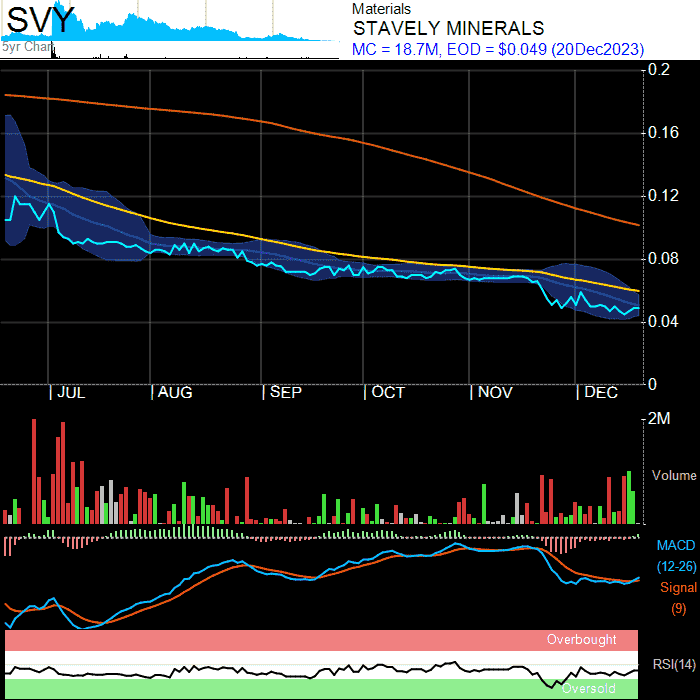 SVY
5yr Chart
Materials
STAVELY MINERALS
MC = 18.7M, EOD = $0.049 (20Dec2023)
0.2
0.16
0.12
0.08
0.04
0
JUL
AUG
SEP
OCT
NOV
DEC
2M
Volume
MACD
(12-26)
Signal
(9)
Overbought
RSI(14)
Oversold